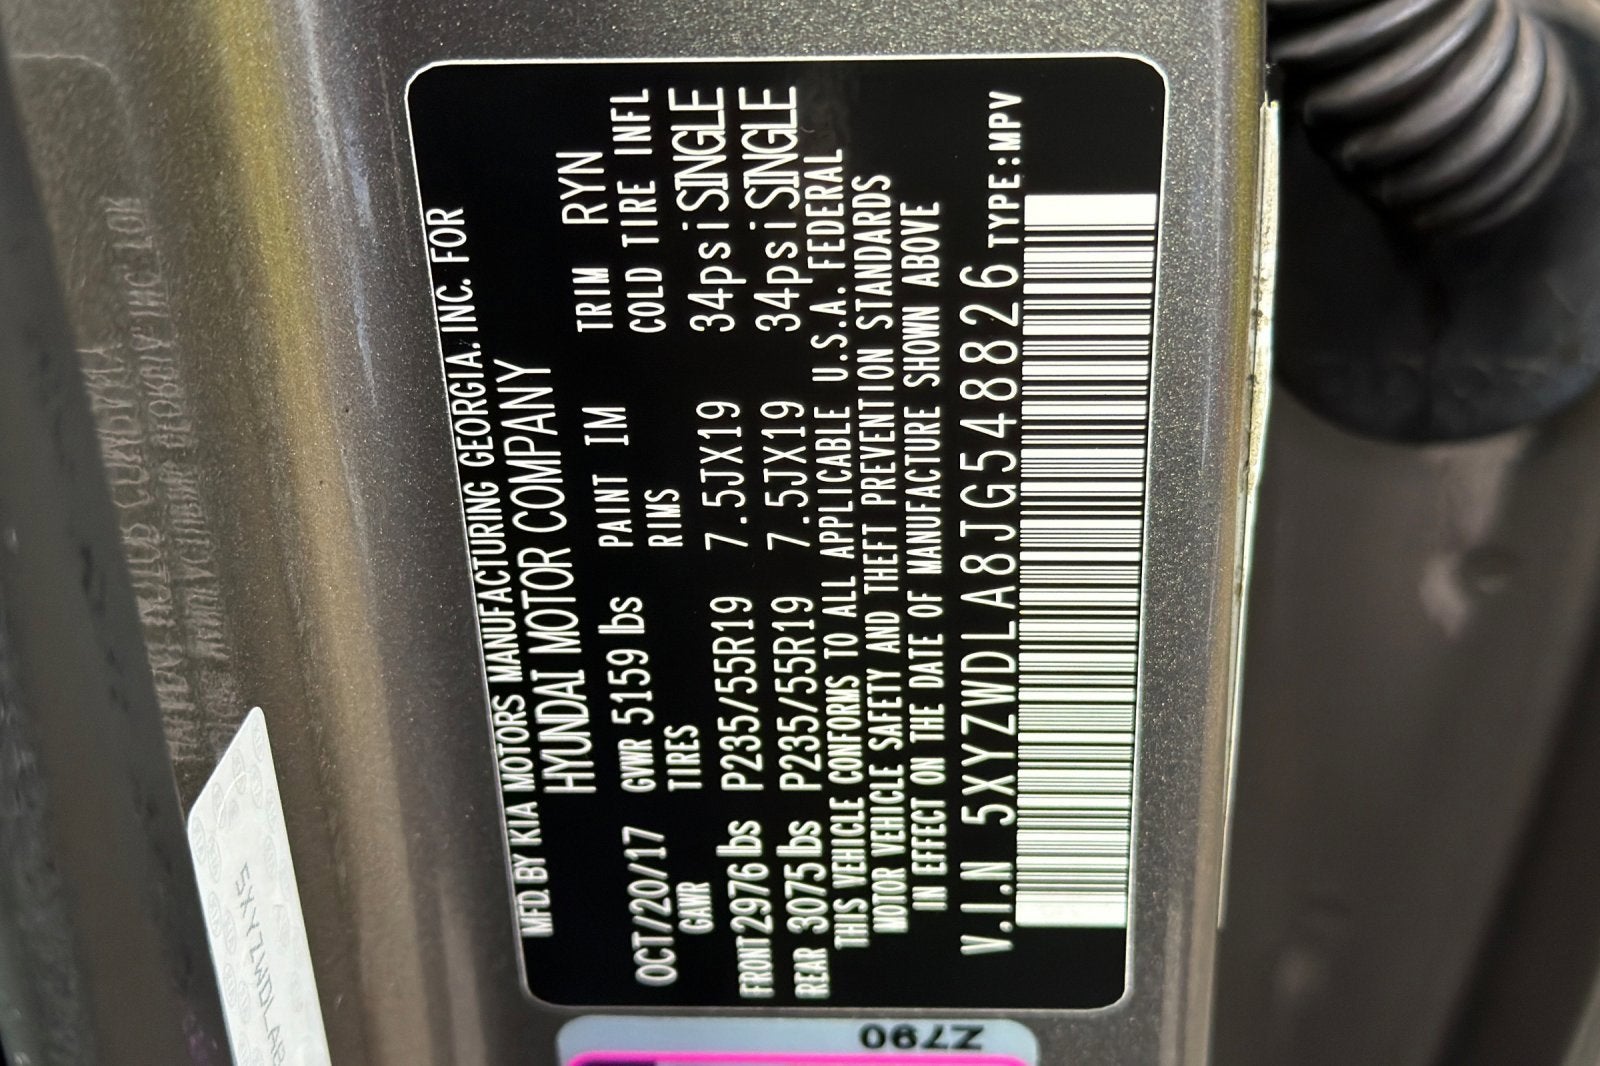 MFD. BY KIA MOTORS MANUFACTURING GEORGIA. INC. FOR
HYUNDAI MOTOR COMPANY
OCT/20/17 GVWR 5159 lbs PAINT IM TRIM RYN
GAWR TIRES RIMS COLD TIRE INFL
FRONT 2976 lbs P235/55R19 7.5JX19 34psi SINGLE
REAR 3075 lbs P235/55R19 7.5JX19 34psi SINGLE
THIS VEHICLE CONFORMS TO ALL APPLICABLE U.S.A. FEDERAL
MOTOR VEHICLE SAFETY AND THEFT PREVENTION STANDARDS
IN EFFECT ON THE DATE OF MANUFACTURE SHOWN ABOVE
V.I.N 5XYZWDLA8JG548826 TYPE:MPV
Z790
5XYZWDLA8